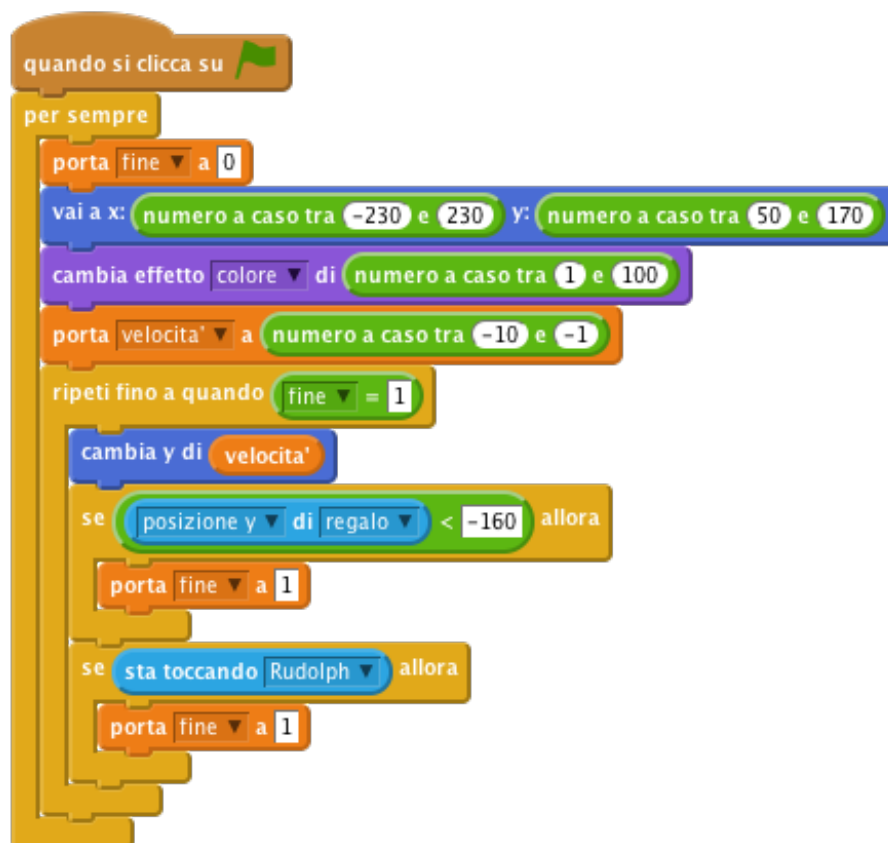 quando si clicca su
per sempre
porta fine a 0
vai a x: numero a caso tra -230 e 230 y: numero a caso tra 50 e 170
cambia effetto colore di numero a caso tra 1 e 100
porta velocita' a numero a caso tra -10 e -1
ripeti fino a quando fine = 1
cambia y di velocita'
se posizione y di regalo < -160 allora
porta fine a 1
se sta toccando Rudolph allora
porta fine a 1